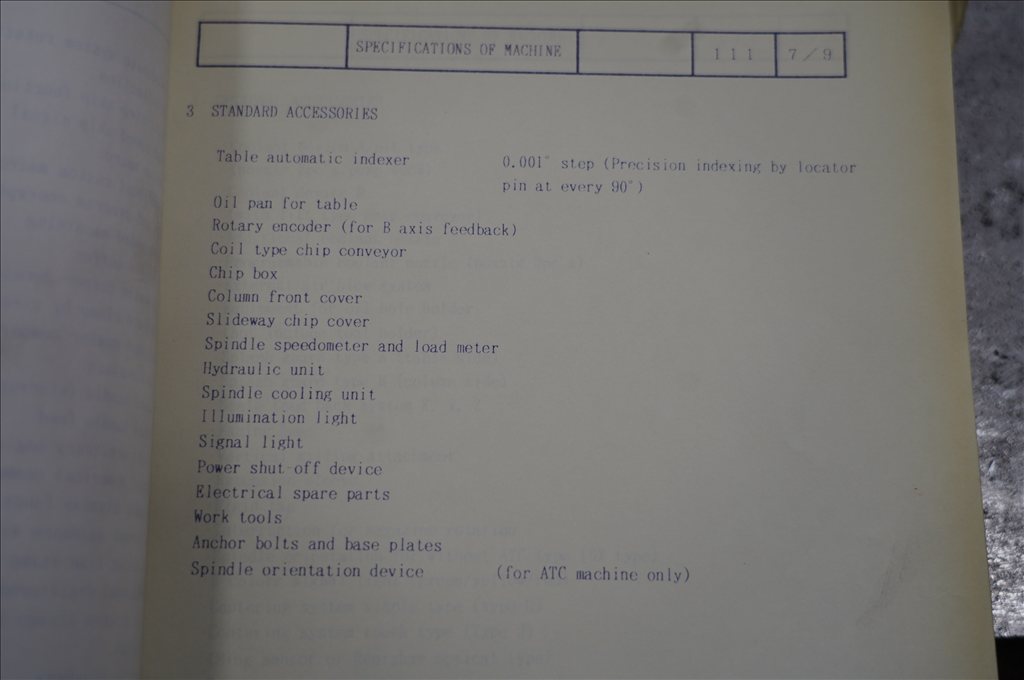 SPECIFICATIONS OF MACHINE 111 7/9
3 STANDARD ACCESSORIES
Table automatic indexer 0.001° step (Precision indexing by locator
pin at every 90°)
Oil pan for table
Rotary encoder (for B axis feedback)
Coil type chip conveyor
Chip box
Column front cover
Slideway chip cover
Spindle speedometer and load meter
Hydraulic unit
Spindle cooling unit
Illumination light
Signal light
Power shut off device
Electrical spare parts
Work tools
Anchor bolts and base plates
Spindle orientation device (for ATC machine only)